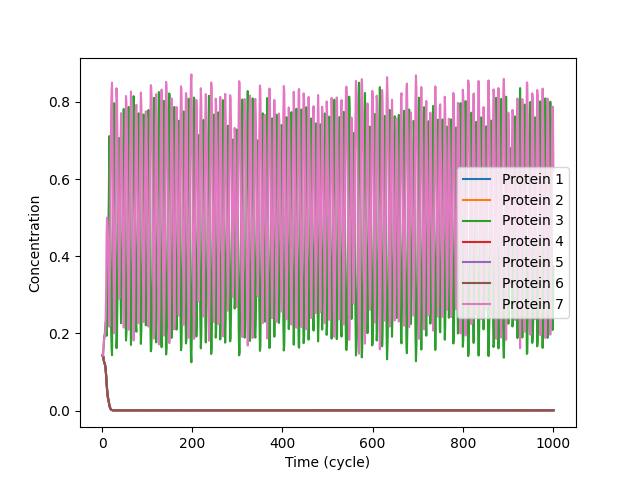 Concentration
0.8
0.6
0.4
0.2
0.0
Protein 1
Protein 2
Protein 3
Protein 4
Protein 5
Protein 6
Protein 7
0 200 400 600 800 1000
Time (cycle)